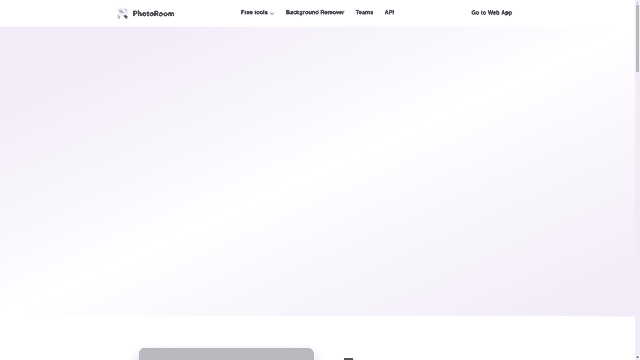 PhotoRoom
Free tools
Background Remover
Teams
API
Go to Web App